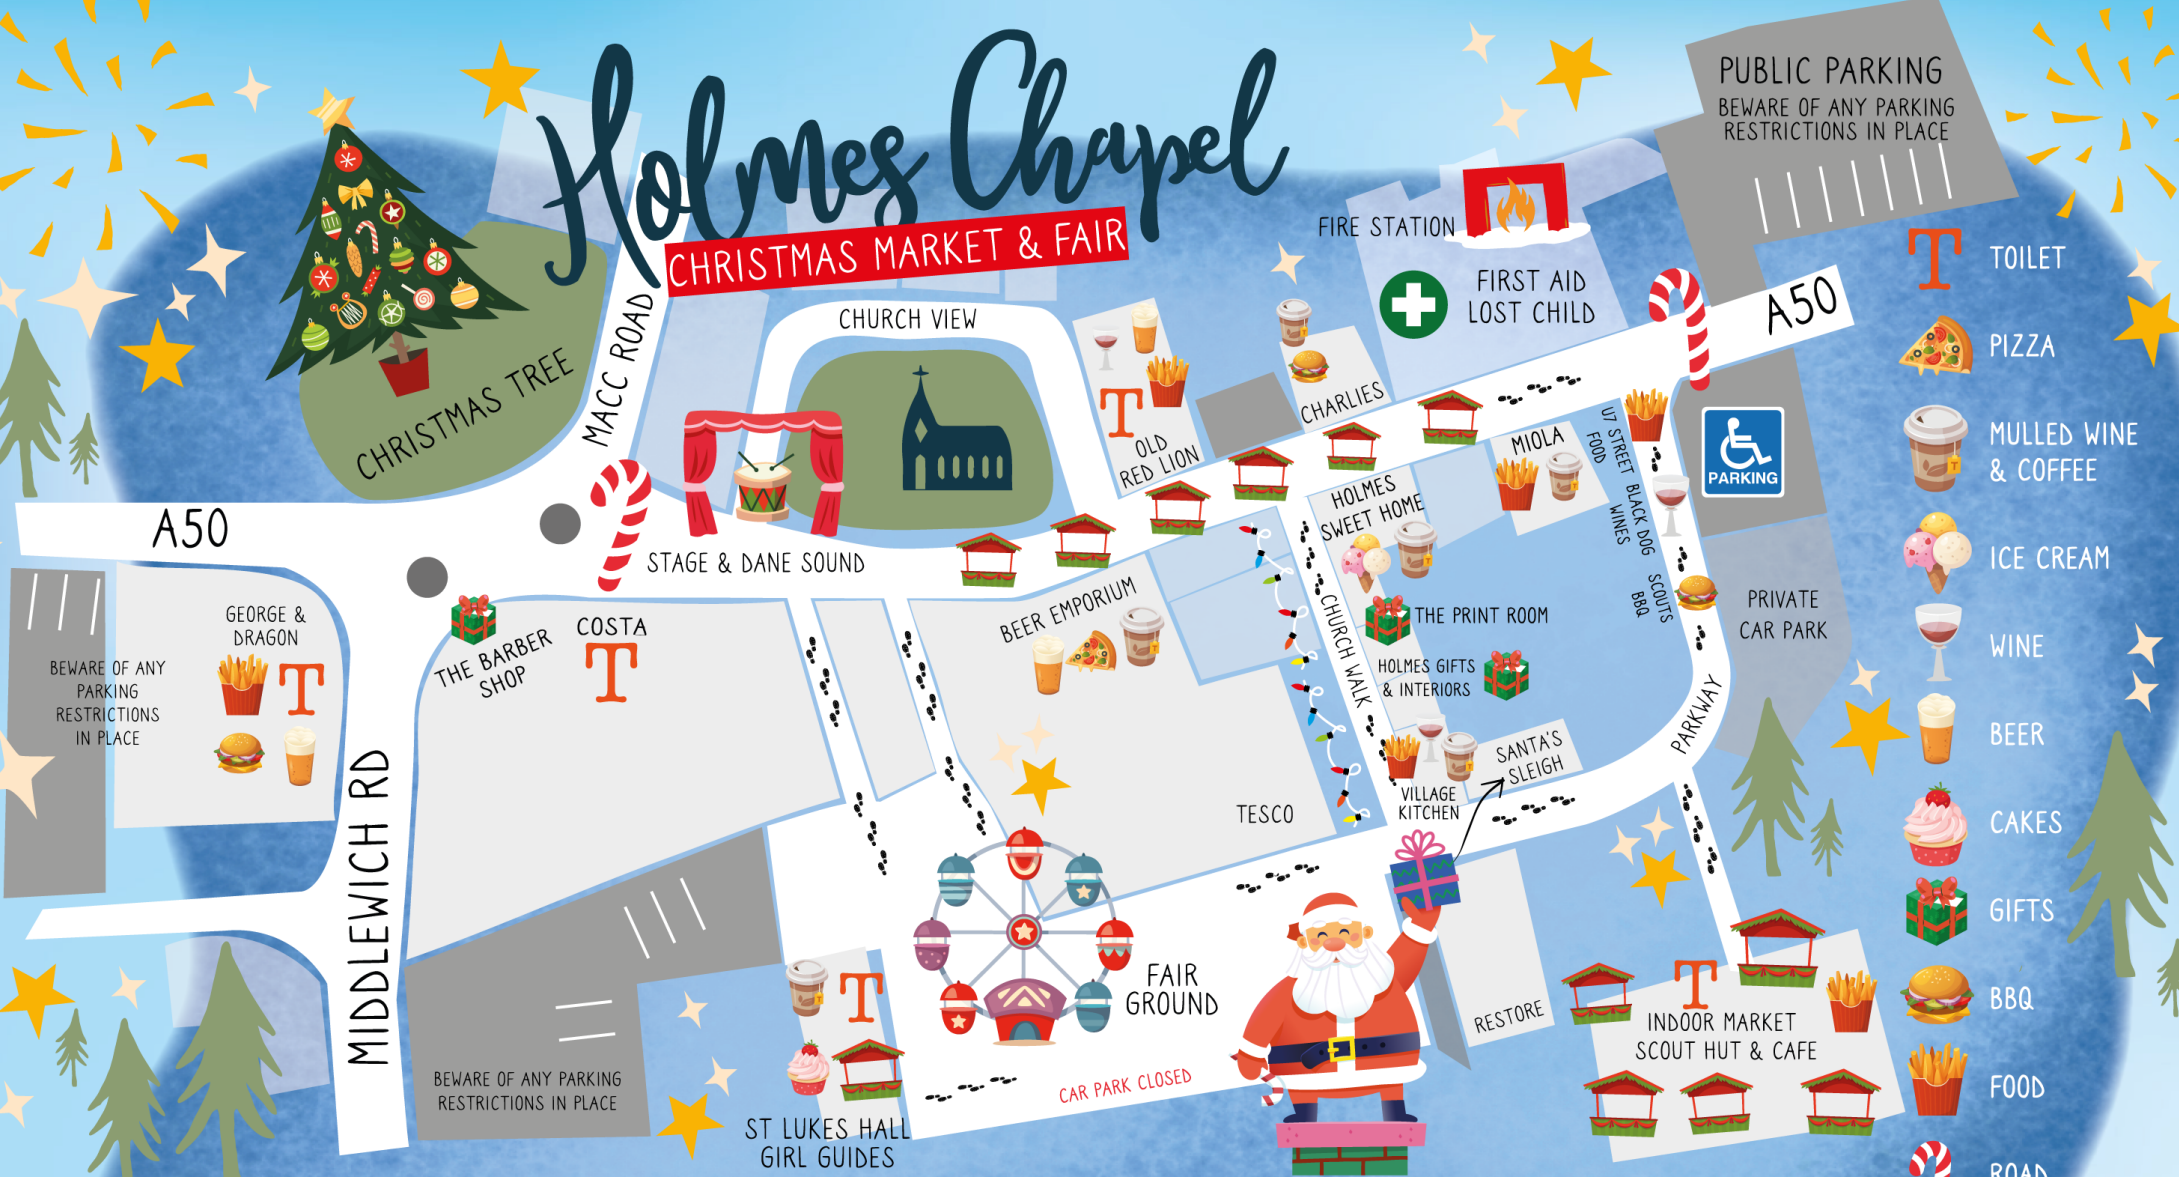 Holmes Chapel
CHRISTMAS MARKET & FAIR
PUBLIC PARKING
BEWARE OF ANY PARKING
RESTRICTIONS IN PLACE
FIRE STATION
FIRST AID
LOST CHILD
A50
CHURCH VIEW
MACC ROAD
CHRISTMAS TREE
OLD
RED LION
CHARLIES
MIOLA
U7 STREET
FOOD
BLACK DOG
WINES
SCOUTS
BBQ
PARKING
PRIVATE
CAR PARK
A50
STAGE & DANE SOUND
HOLMES
SWEET HOME
THE PRINT ROOM
HOLMES GIFTS
& INTERIORS
CHURCH WALK
GEORGE &
DRAGON
BEWARE OF ANY
PARKING
RESTRICTIONS
IN PLACE
THE BARBER
SHOP
COSTA
BEER EMPORIUM
TESCO
VILLAGE
KITCHEN
SANTA'S
SLEIGH
PARKWAY
MIDDLEWICH RD
FAIR
GROUND
RESTORE
CAR PARK CLOSED
BEWARE OF ANY PARKING
RESTRICTIONS IN PLACE
ST LUKES HALL
GIRL GUIDES
INDOOR MARKET
SCOUT HUT & CAFE
T TOILET
PIZZA
MULLED WINE
& COFFEE
ICE CREAM
WINE
BEER
CAKES
GIFTS
BBQ
FOOD
ROAD